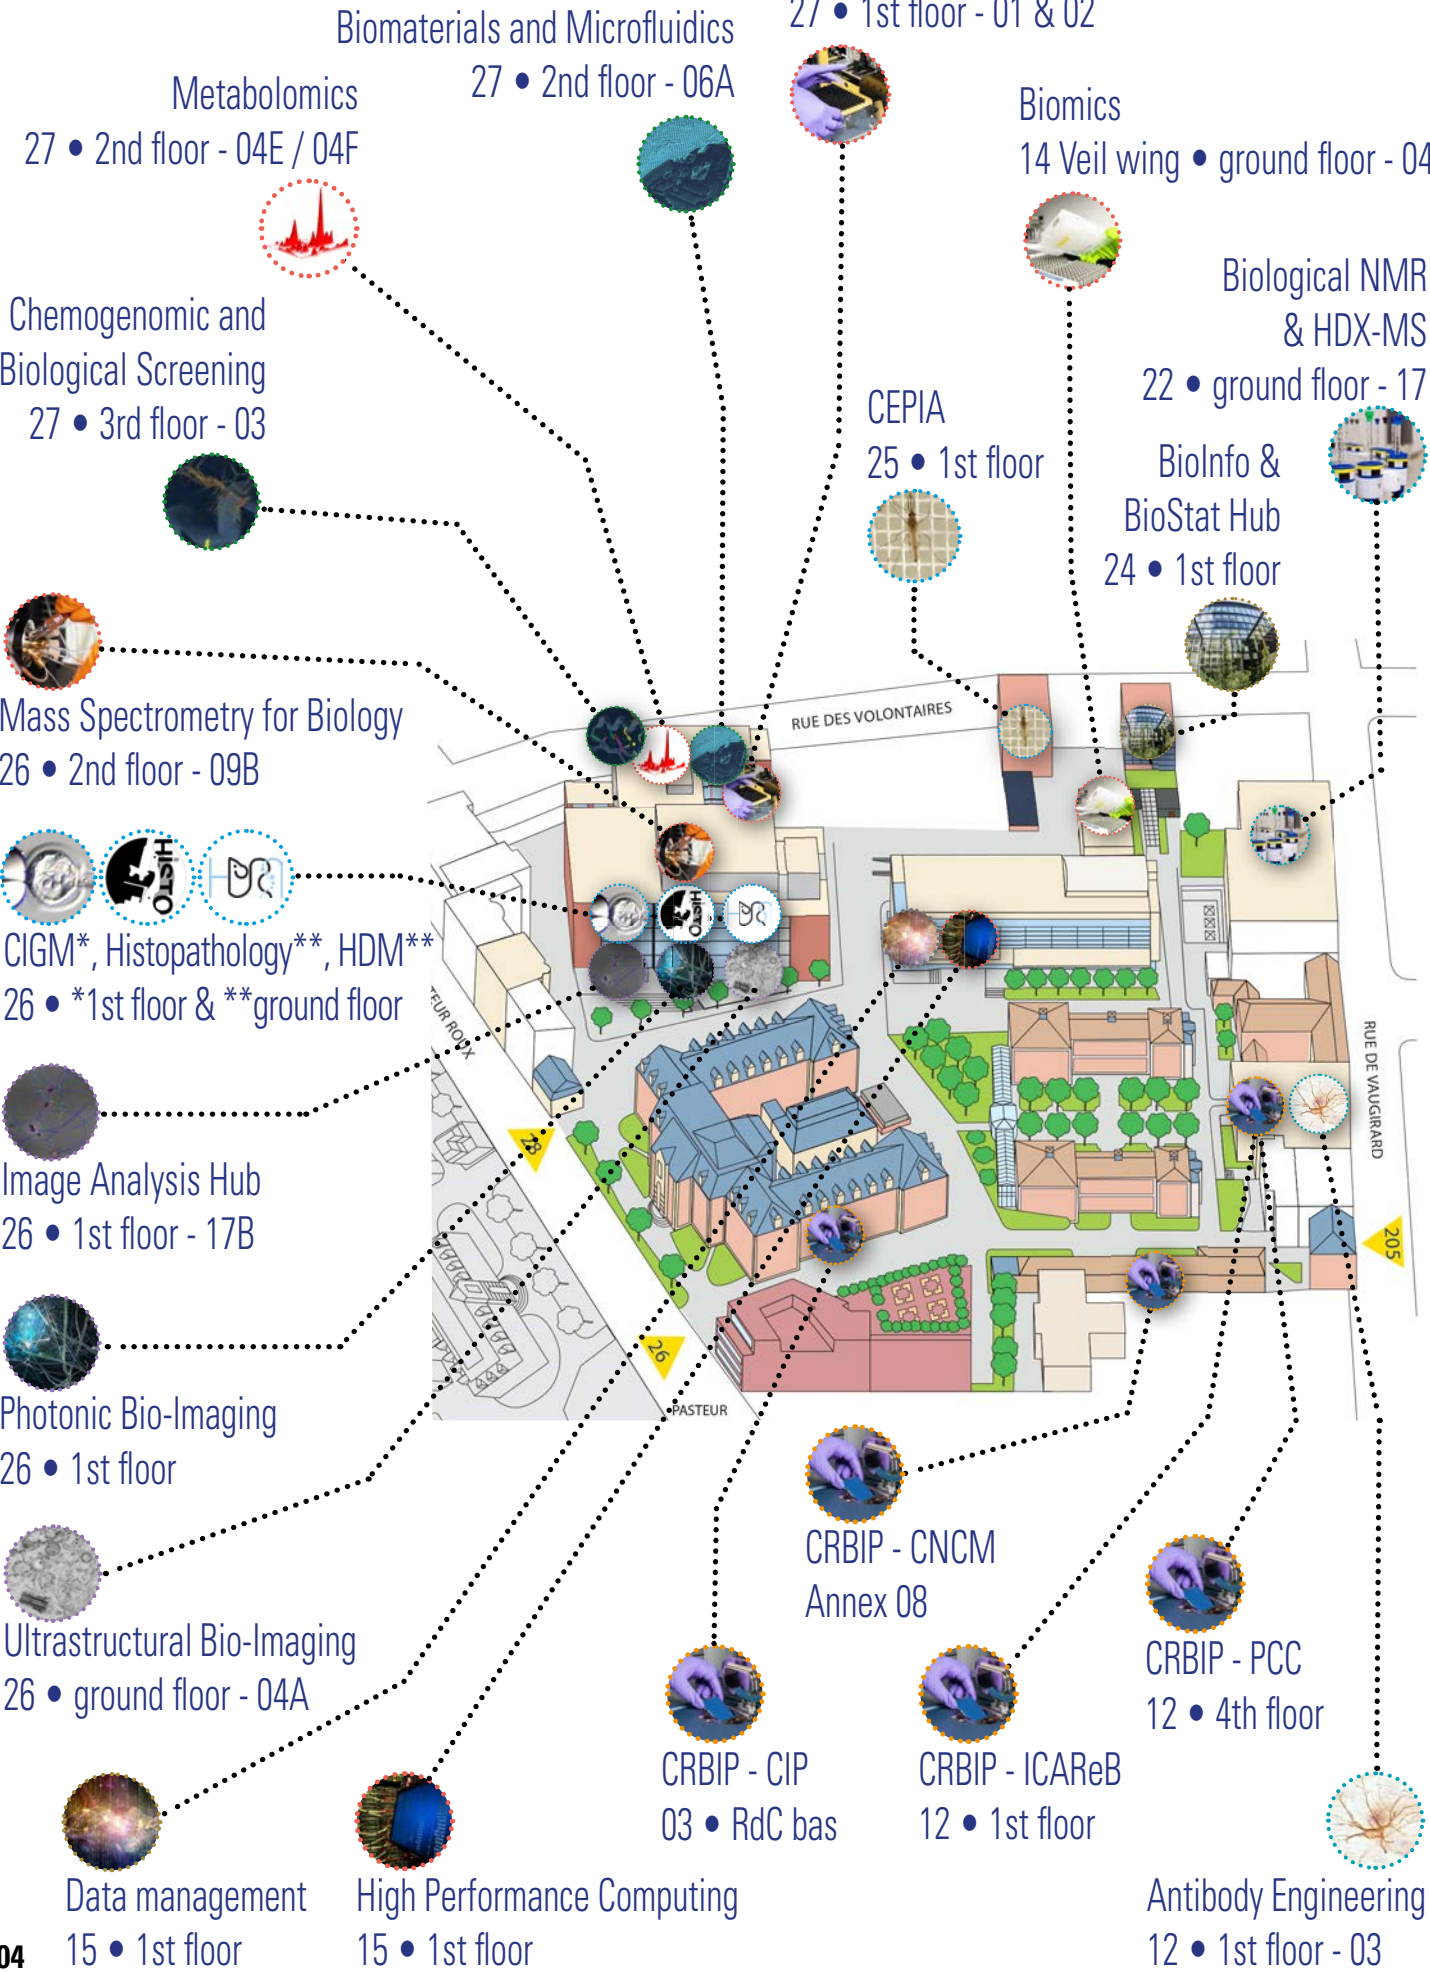 27 • 1st floor - 01 & 02
Biomaterials and Microfluidics
27 • 2nd floor - 06A
Metabolomics
27 • 2nd floor - 04E / 04F
Biomics
14 Veil wing • ground floor - 04
Biological NMR
& HDX-MS
22 • ground floor - 17
Chemogenomic and
Biological Screening
27 • 3rd floor - 03
CEPIA
25 • 1st floor
BioInfo &
BioStat Hub
24 • 1st floor
Mass Spectrometry for Biology
26 • 2nd floor - 09B
RUE DES VOLONTAIRES
HISTO
HISTO
CIGM*, Histopathology**, HDM**
26 • *1st floor & **ground floor
TEUR ROUX
RUE DE VAUGIRARD
28
205
26
PASTEUR
Image Analysis Hub
26 • 1st floor - 17B
Photonic Bio-Imaging
26 • 1st floor
Ultrastructural Bio-Imaging
26 • ground floor - 04A
CRBIP - CNCM
Annex 08
CRBIP - PCC
12 • 4th floor
CRBIP - CIP
03 • RdC bas
CRBIP - ICAReB
12 • 1st floor
Data management
15 • 1st floor
High Performance Computing
15 • 1st floor
Antibody Engineering
12 • 1st floor - 03
04